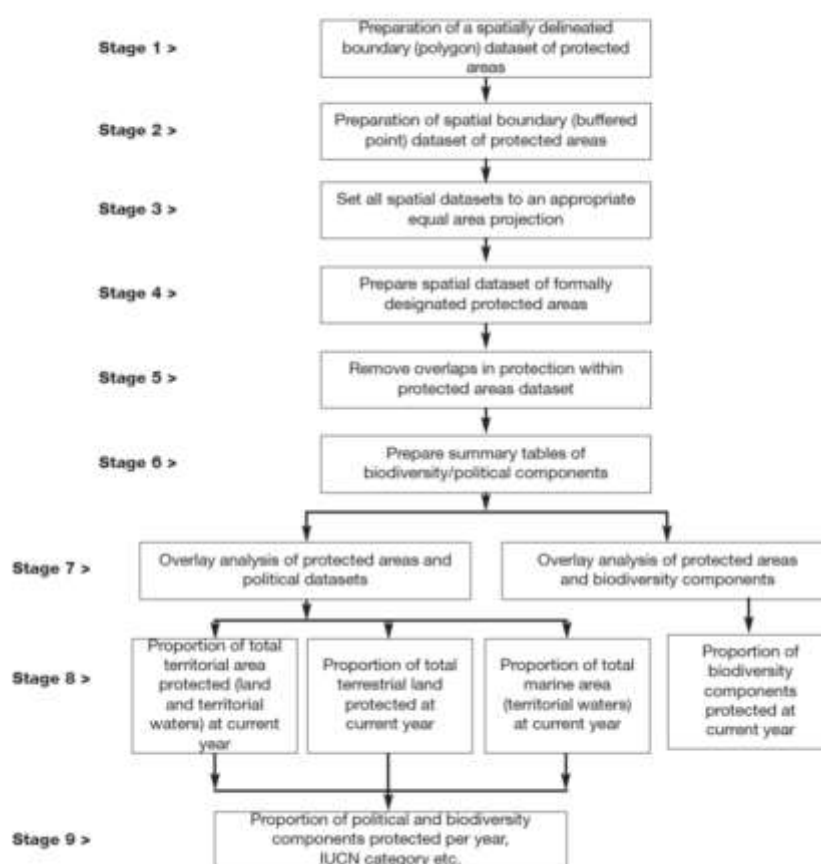 Stage 1 >
Preparation of a spatially delineated
boundary (polygon) dataset of protected
areas
Stage 2 >
Preparation of spatial boundary (buffered
point) dataset of protected areas
Stage 3 >
Set all spatial datasets to an appropriate
equal area projection
Stage 4 >
Prepare spatial dataset of formally
designated protected areas
Stage 5 >
Remove overlaps in protection within
protected areas dataset
Stage 6 >
Prepare summary tables of
biodiversity/political components
Stage 7 >
Overlay analysis of protected areas and
political datasets
Overlay analysis of protected areas
and biodiversity components
Stage 8 >
Proportion of total
territorial area
protected (land
and territorial
waters) at current
year
Proportion of total
terrestrial land
protected at
current year
Proportion of total
marine area
(territorial waters)
at current year
Proportion of
biodiversity
components
protected at
current year
Stage 9 >
Proportion of political and biodiversity
components protected per year,
IUCN category etc.